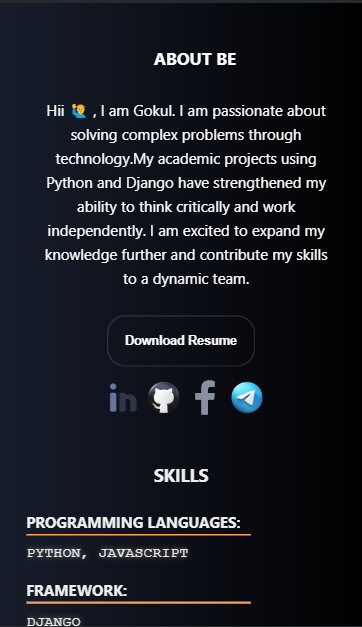 ABOUT BE
Hii 🙋‍♂️ , I am Gokul. I am passionate about
solving complex problems through
technology.My academic projects using
Python and Django have strengthened my
ability to think critically and work
independently. I am excited to expand my
knowledge further and contribute my skills
to a dynamic team.
Download Resume
in
SKILLS
PROGRAMMING LANGUAGES:
PYTHON, JAVASCRIPT
FRAMEWORK:
DJANGO